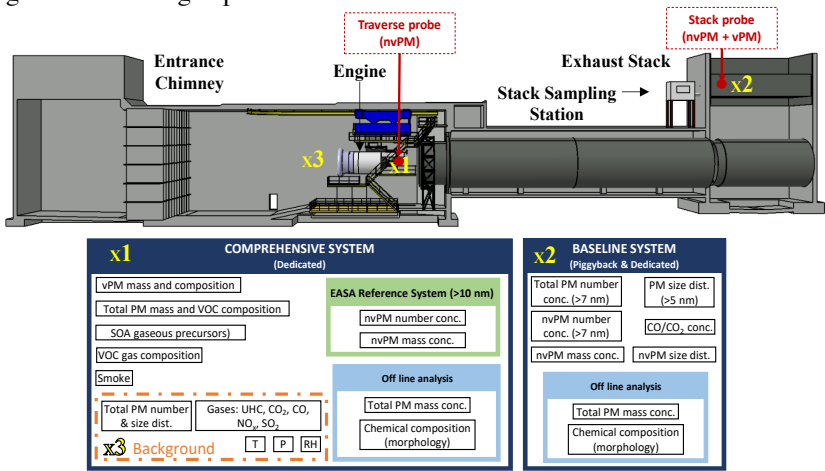 Traverse probe
(nvPM)
Stack probe
(nvPM + vPM)
Entrance
Chimney
Engine
Exhaust Stack
Stack Sampling
Station
x2
x3
x1
x1
COMPREHENSIVE SYSTEM
(Dedicated)
vPM mass and composition
Total PM mass and VOC composition
SOA gaseous precursors)
VOC gas composition
Smoke
EASA Reference System (>10 nm)
nvPM number conc.
nvPM mass conc.
Off line analysis
Total PM mass conc.
Chemical composition
(morphology)
Total PM number
& size dist.
Gases: UHC, CO₂, CO,
NOₓ, SO₂
x3 Background
T
P
RH
x2
BASELINE SYSTEM
(Piggyback & Dedicated)
Total PM number
conc. (>7 nm)
PM size dist.
(>5 nm)
nvPM number
conc. (>7 nm)
CO/CO₂ conc.
nvPM mass conc.
nvPM size dist.
Off line analysis
Total PM mass conc.
Chemical composition
(morphology)